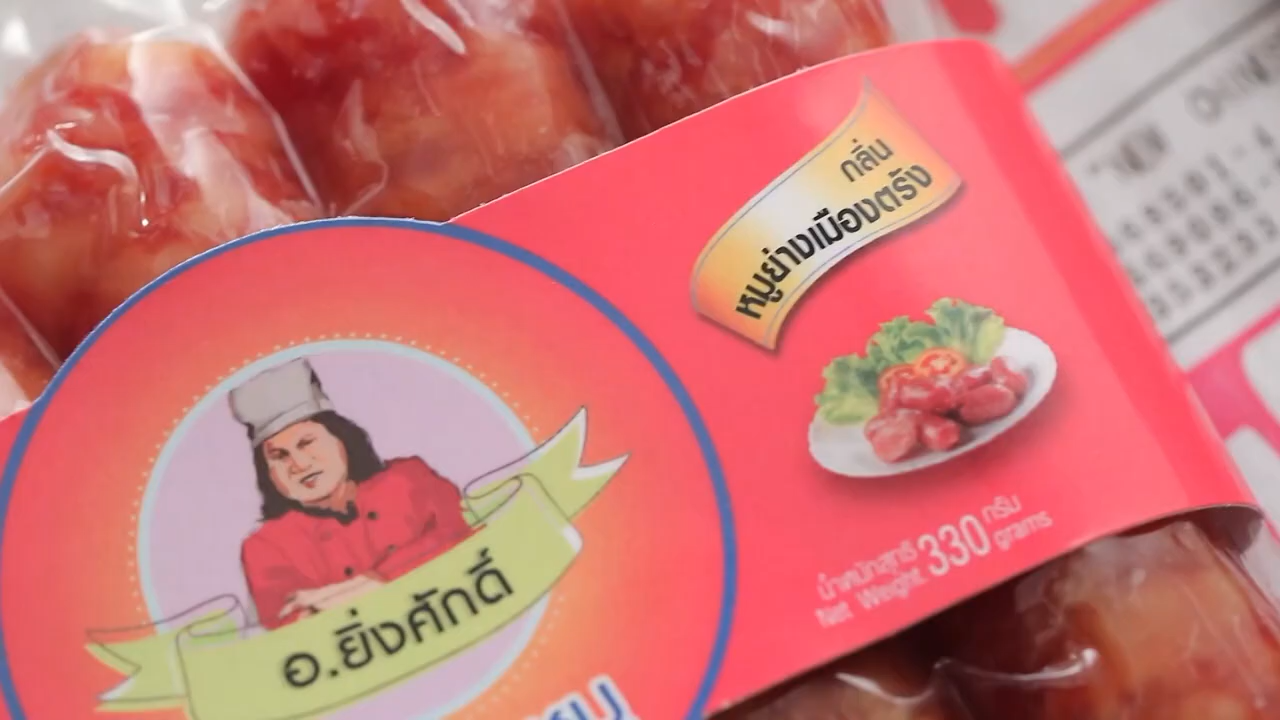 กลิ่น
หมูย่างเมืองตรัง
อ.ยิ่งศักดิ์
น้ำหนักสุทธิ 330 กรัม
Net Weight grams